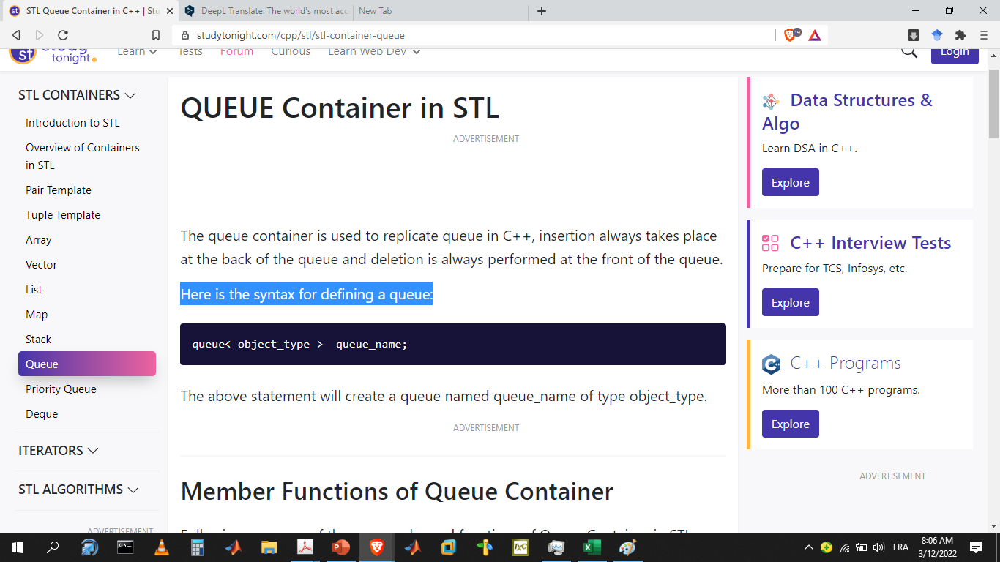 STL Queue Container in C++ | Stu
DeepL Translate: The world's most acc
New Tab
studytonight.com/cpp/stl/stl-container-queue
19
st
study
tonight
Learn
Tests
Forum
Curious
Learn Web Dev
Login
STL CONTAINERS
Introduction to STL
Overview of Containers
in STL
Pair Template
Tuple Template
Array
Vector
List
Map
Stack
Queue
Priority Queue
Deque
ITERATORS
STL ALGORITHMS
ADVERTISEMENT
QUEUE Container in STL
ADVERTISEMENT
The queue container is used to replicate queue in C++, insertion always takes place
at the back of the queue and deletion is always performed at the front of the queue.
Here is the syntax for defining a queue:
queue< object_type >  queue_name;
The above statement will create a queue named queue_name of type object_type.
ADVERTISEMENT
Member Functions of Queue Container
Data Structures &
Algo
Learn DSA in C++.
Explore
C++ Interview Tests
Prepare for TCS, Infosys, etc.
Explore
C++ Programs
More than 100 C++ programs.
Explore
ADVERTISEMENT
FRA
8:06 AM
3/12/2022